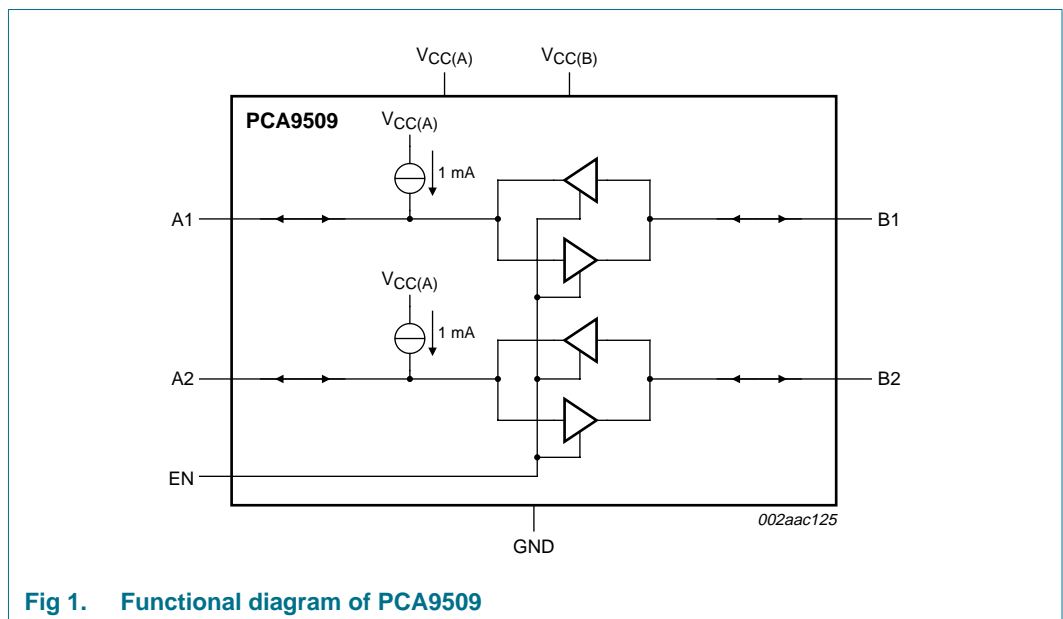 VCC(A) VCC(B)
PCA9509
VCC(A)
1 mA
A1 B1
VCC(A)
1 mA
A2 B2
EN
002aac125
GND
Fig 1. Functional diagram of PCA9509